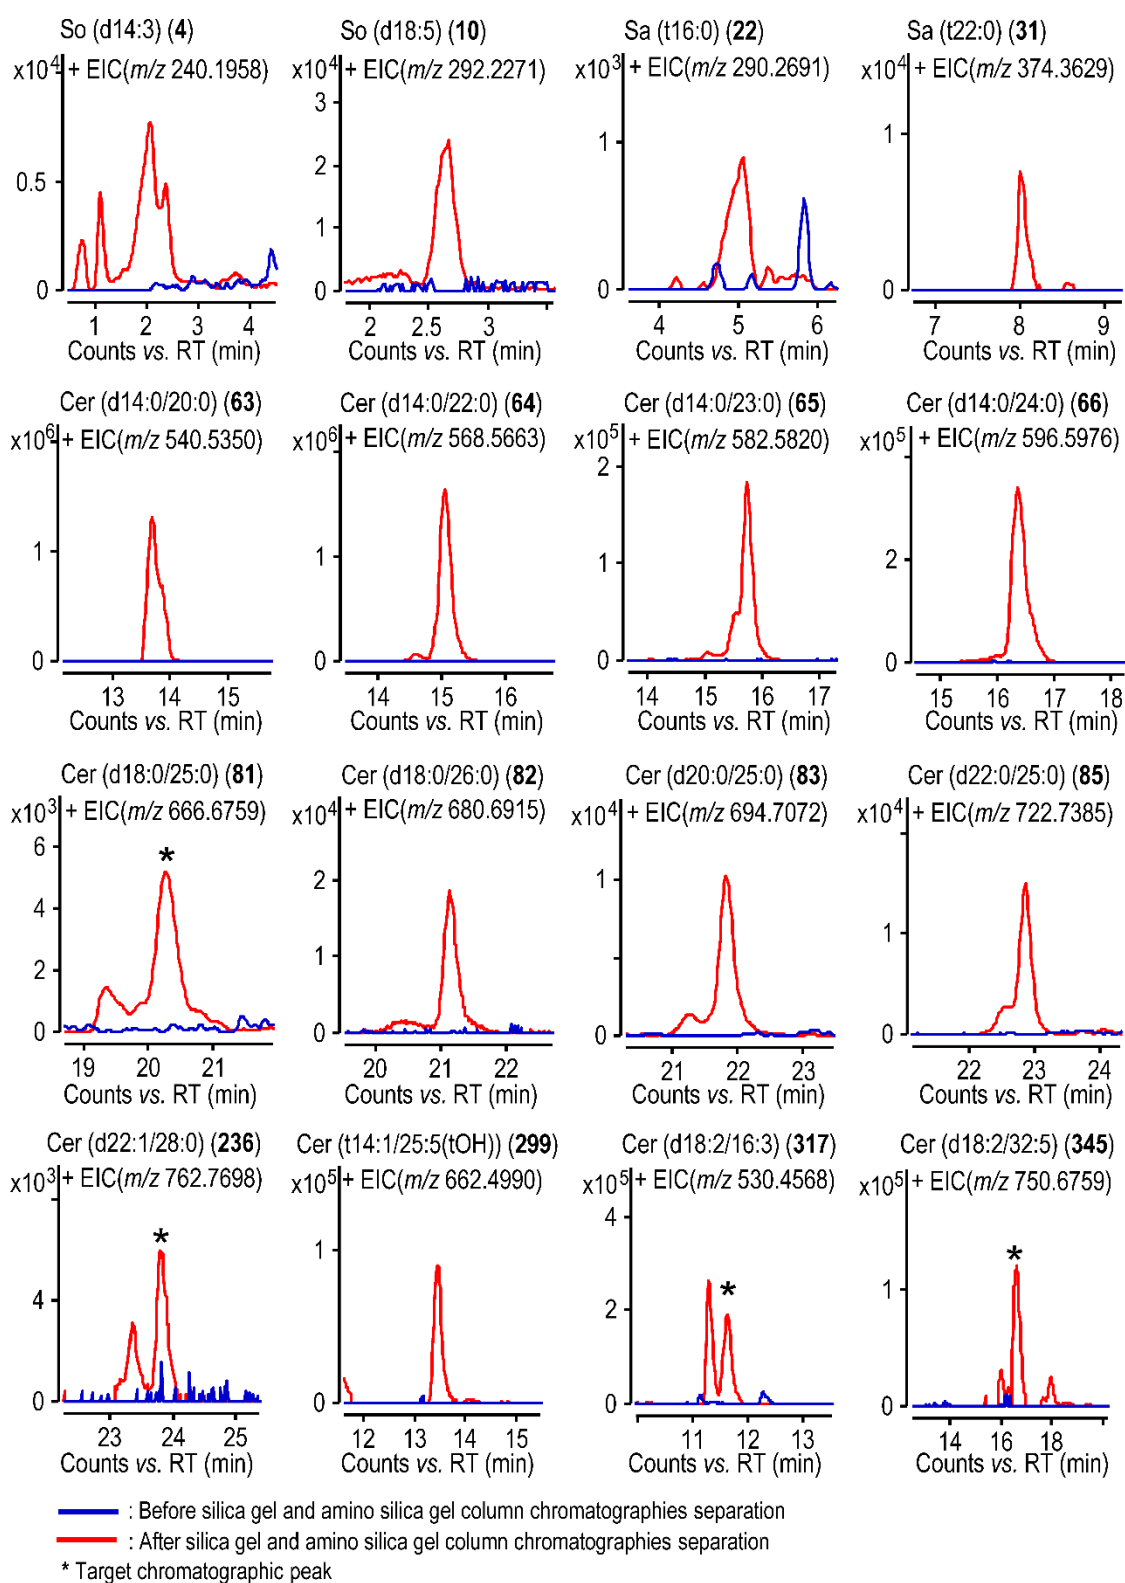 So (d14:3) (4)
x10⁴ + EIC(m/z 240.1958)
0.5
0
1 2 3 4
Counts vs. RT (min)
So (d18:5) (10)
x10⁴ + EIC(m/z 292.2271)
3
2
1
0
2 2.5 3
Counts vs. RT (min)
Sa (t16:0) (22)
x10³ + EIC(m/z 290.2691)
1
0
4 5 6
Counts vs. RT (min)
Sa (t22:0) (31)
x10⁴ + EIC(m/z 374.3629)
1
0
7 8 9
Counts vs. RT (min)
Cer (d14:0/20:0) (63)
x10⁶ + EIC(m/z 540.5350)
1
0
13 14 15
Counts vs. RT (min)
Cer (d14:0/22:0) (64)
x10⁶ + EIC(m/z 568.5663)
1
0
14 15 16
Counts vs. RT (min)
Cer (d14:0/23:0) (65)
x10⁵ + EIC(m/z 582.5820)
2
1
0
14 15 16 17
Counts vs. RT (min)
Cer (d14:0/24:0) (66)
x10⁵ + EIC(m/z 596.5976)
2
0
15 16 17 18
Counts vs. RT (min)
Cer (d18:0/25:0) (81)
x10³ + EIC(m/z 666.6759)
6
4
2
0
*
19 20 21
Counts vs. RT (min)
Cer (d18:0/26:0) (82)
x10⁴ + EIC(m/z 680.6915)
2
1
0
20 21 22
Counts vs. RT (min)
Cer (d20:0/25:0) (83)
x10⁴ + EIC(m/z 694.7072)
1
0
21 22 23
Counts vs. RT (min)
Cer (d22:0/25:0) (85)
x10⁴ + EIC(m/z 722.7385)
1
0
22 23 24
Counts vs. RT (min)
Cer (d22:1/28:0) (236)
x10³ + EIC(m/z 762.7698)
*
4
0
23 24 25
Counts vs. RT (min)
Cer (t14:1/25:5(tOH)) (299)
x10⁵ + EIC(m/z 662.4990)
1
0
12 13 14 15
Counts vs. RT (min)
Cer (d18:2/16:3) (317)
x10⁵ + EIC(m/z 530.4568)
4
2
0
*
11 12 13
Counts vs. RT (min)
Cer (d18:2/32:5) (345)
x10⁵ + EIC(m/z 750.6759)
*
1
0
14 16 18
Counts vs. RT (min)
: Before silica gel and amino silica gel column chromatographies separation
: After silica gel and amino silica gel column chromatographies separation
* Target chromatographic peak